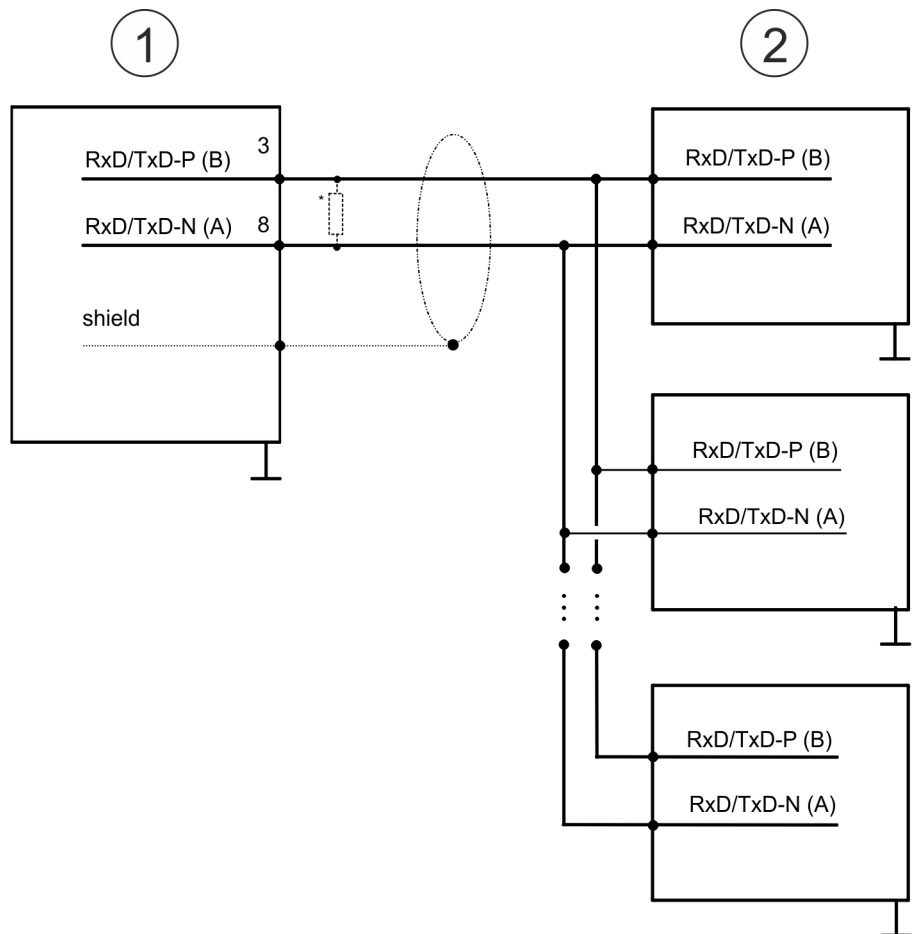 1
2
RxD/TxD-P (B)
3
RxD/TxD-P (B)
*
RxD/TxD-N (A)
8
RxD/TxD-N (A)
shield
RxD/TxD-P (B)
RxD/TxD-N (A)
RxD/TxD-P (B)
RxD/TxD-N (A)